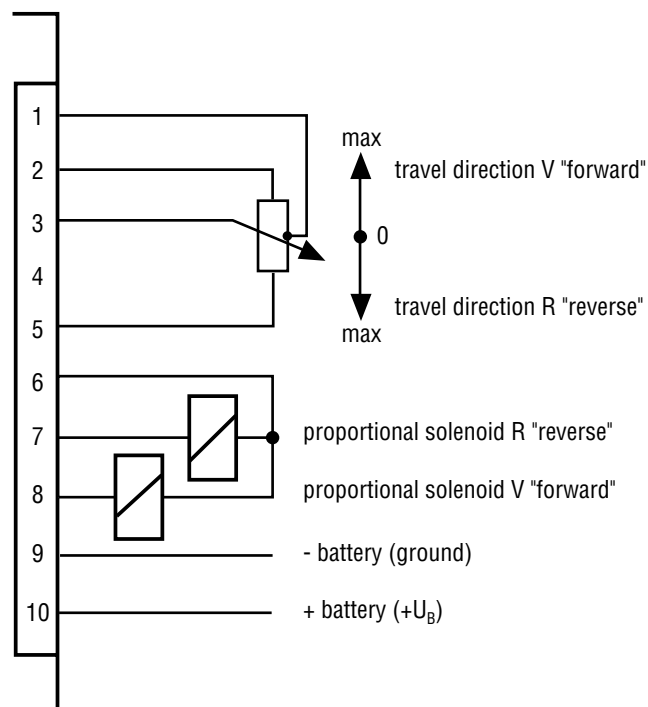 1
max
2
travel direction V "forward"
3
0
4
travel direction R "reverse"
5
max
6
7
proportional solenoid R "reverse"
8
proportional solenoid V "forward"
9
- battery (ground)
10
+ battery (+U_B)